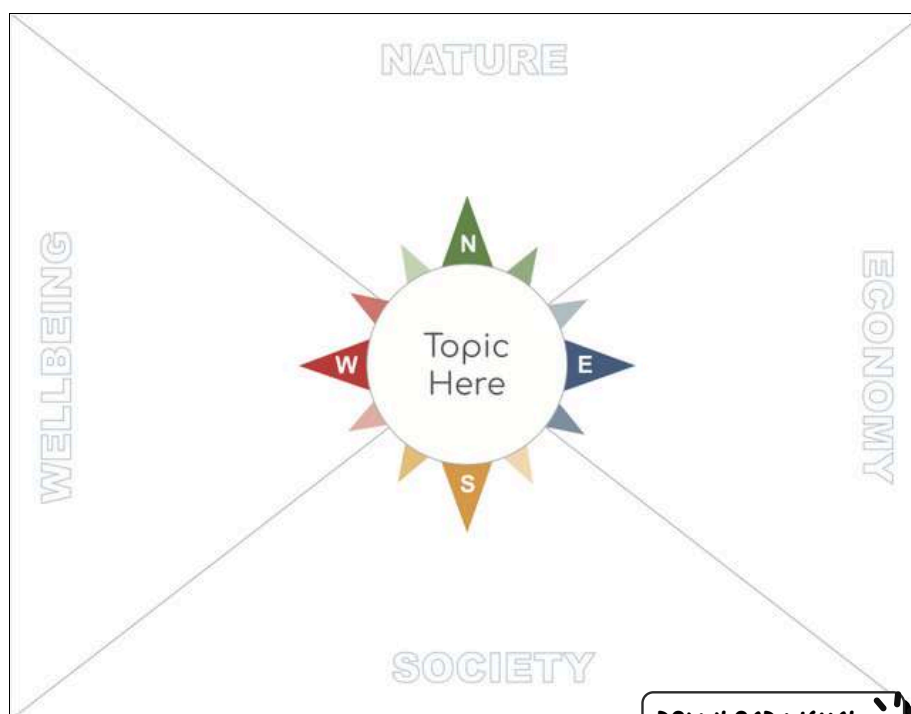 NATURE
WELLBEING
N
W
Topic
Here
E
S
ECONOMY
SOCIETY